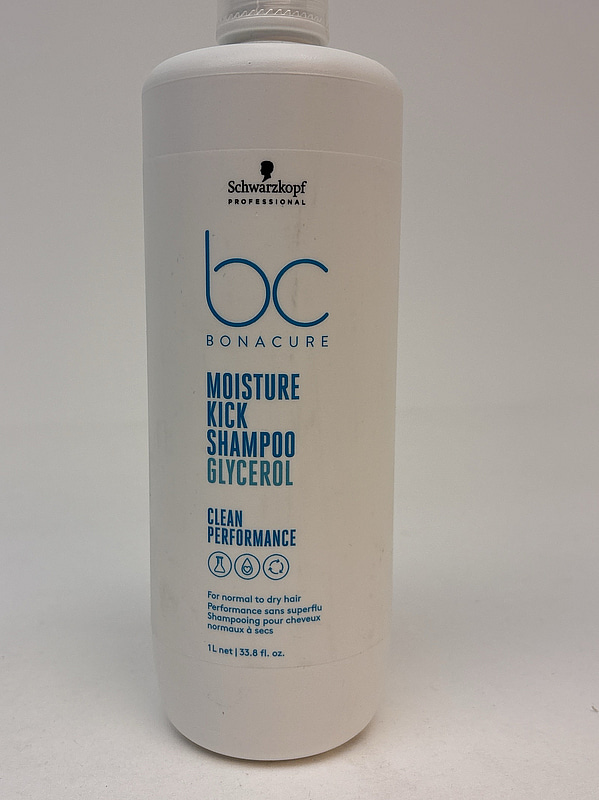 Schwarzkopf
PROFESSIONAL
bc
BONACURE
MOISTURE
KICK
SHAMPOO
GLYCEROL
CLEAN
PERFORMANCE
For normal to dry hair
Performance sans superflu
Shampooing pour cheveux
normaux à secs
1 L net | 33.8 fl. oz.